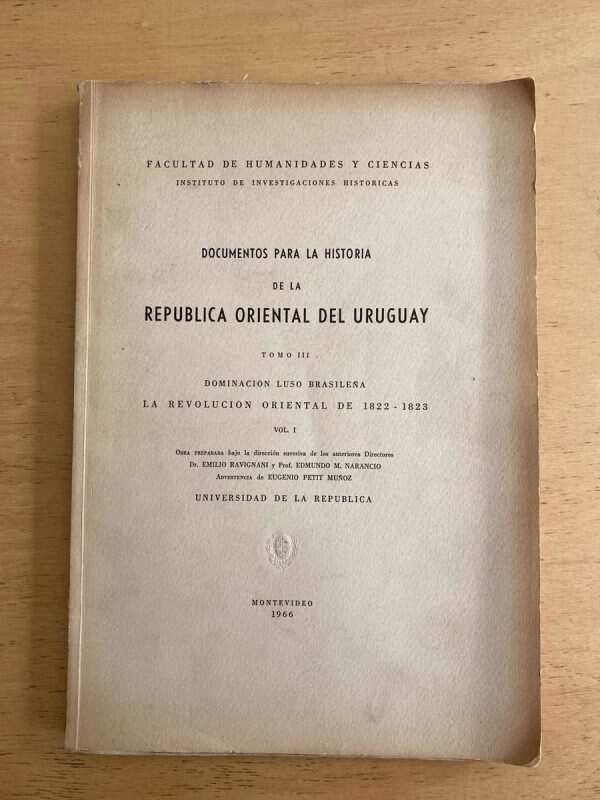 FACULTAD DE HUMANIDADES Y CIENCIAS
INSTITUTO DE INVESTIGACIONES HISTORICAS
DOCUMENTOS PARA LA HISTORIA
DE LA
REPUBLICA ORIENTAL DEL URUGUAY
TOMO III
DOMINACION LUSO BRASILEÑA
LA REVOLUCION ORIENTAL DE 1822 - 1823
VOL. I
OBRA PREPARADA bajo la dirección sucesiva de los anteriores Directores
Dr. EMILIO RAVIGNANI y Prof. EDMUNDO M. NARANCIO
ADVERTENCIA de EUGENIO PETIT MUÑOZ
UNIVERSIDAD DE LA REPUBLICA
MONTEVIDEO
1966